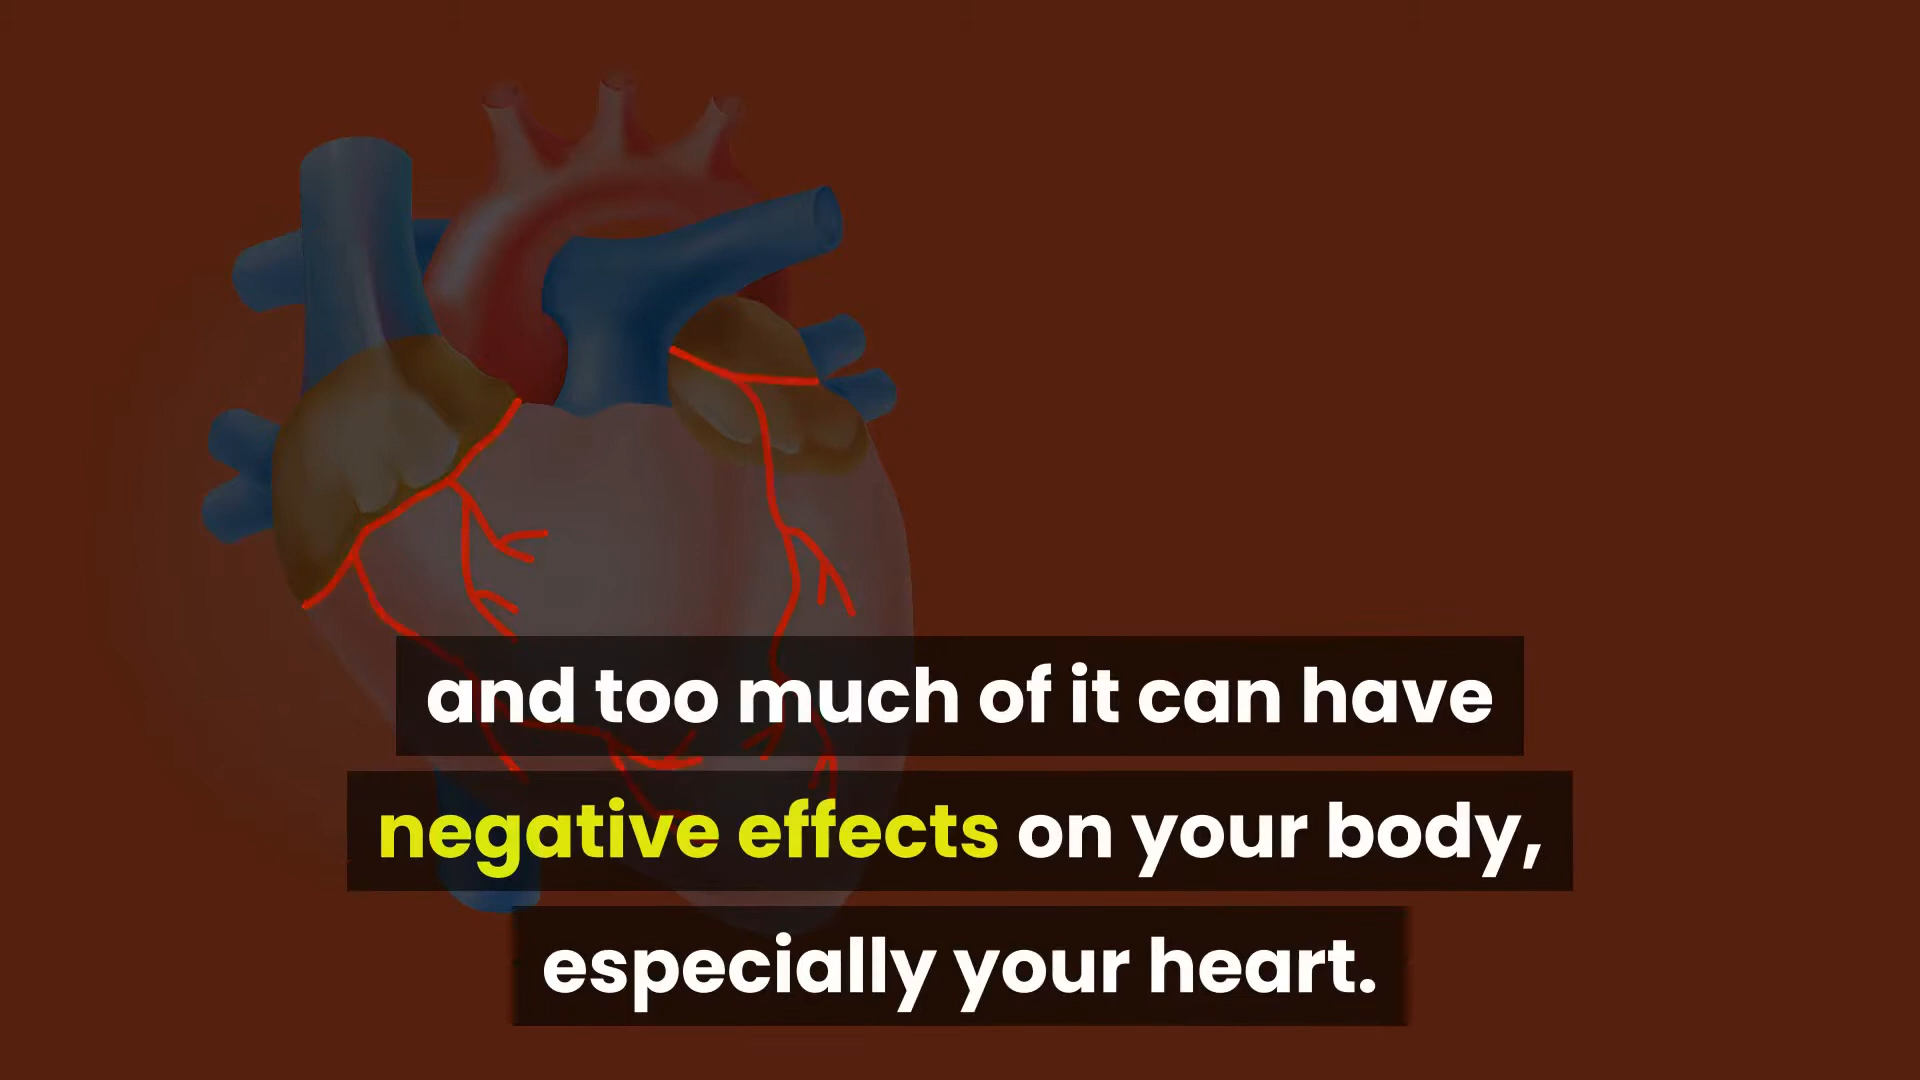 and too much of it can have
negative effects on your body,
especially your heart.